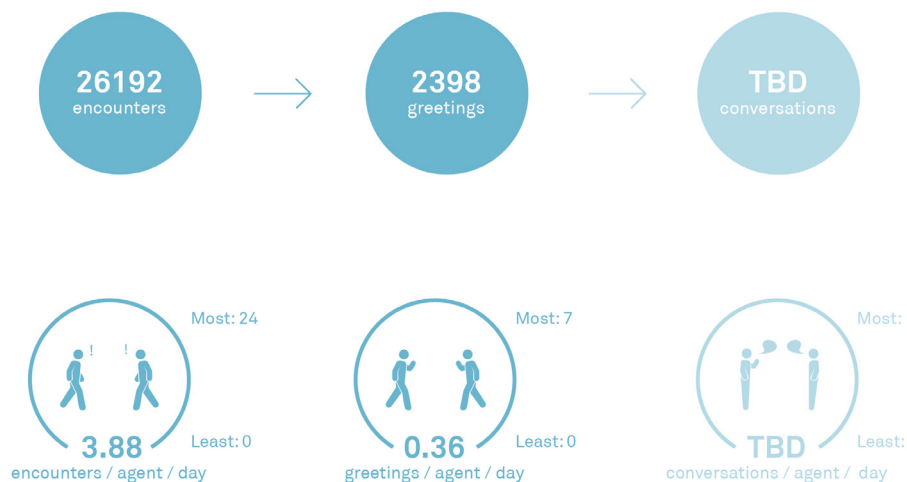 26192
encounters
2398
greetings
TBD
conversations
Most: 24
! !
Least: 0
3.88
encounters / agent / day
Most: 7
Least: 0
0.36
greetings / agent / day
Most:
Least:
TBD
conversations / agent / day